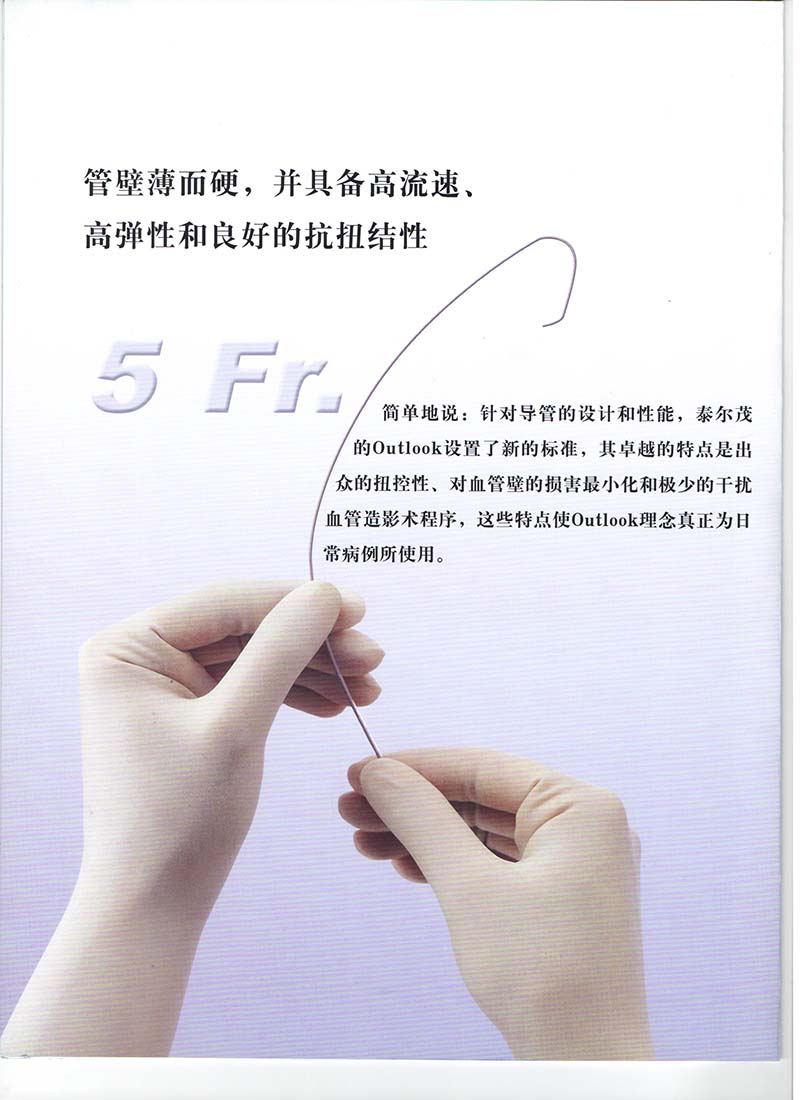 管壁薄而硬，并具备高流速、
高弹性和良好的抗扭结性
5 Fr.
简单地说：针对导管的设计和性能，泰尔茂
的Outlook设置了新的标准，其卓越的特点是出
众的扭控性、对血管壁的损害最小化和极少的干扰
血管造影术程序，这些特点使Outlook理念真正为日
常病例所使用。